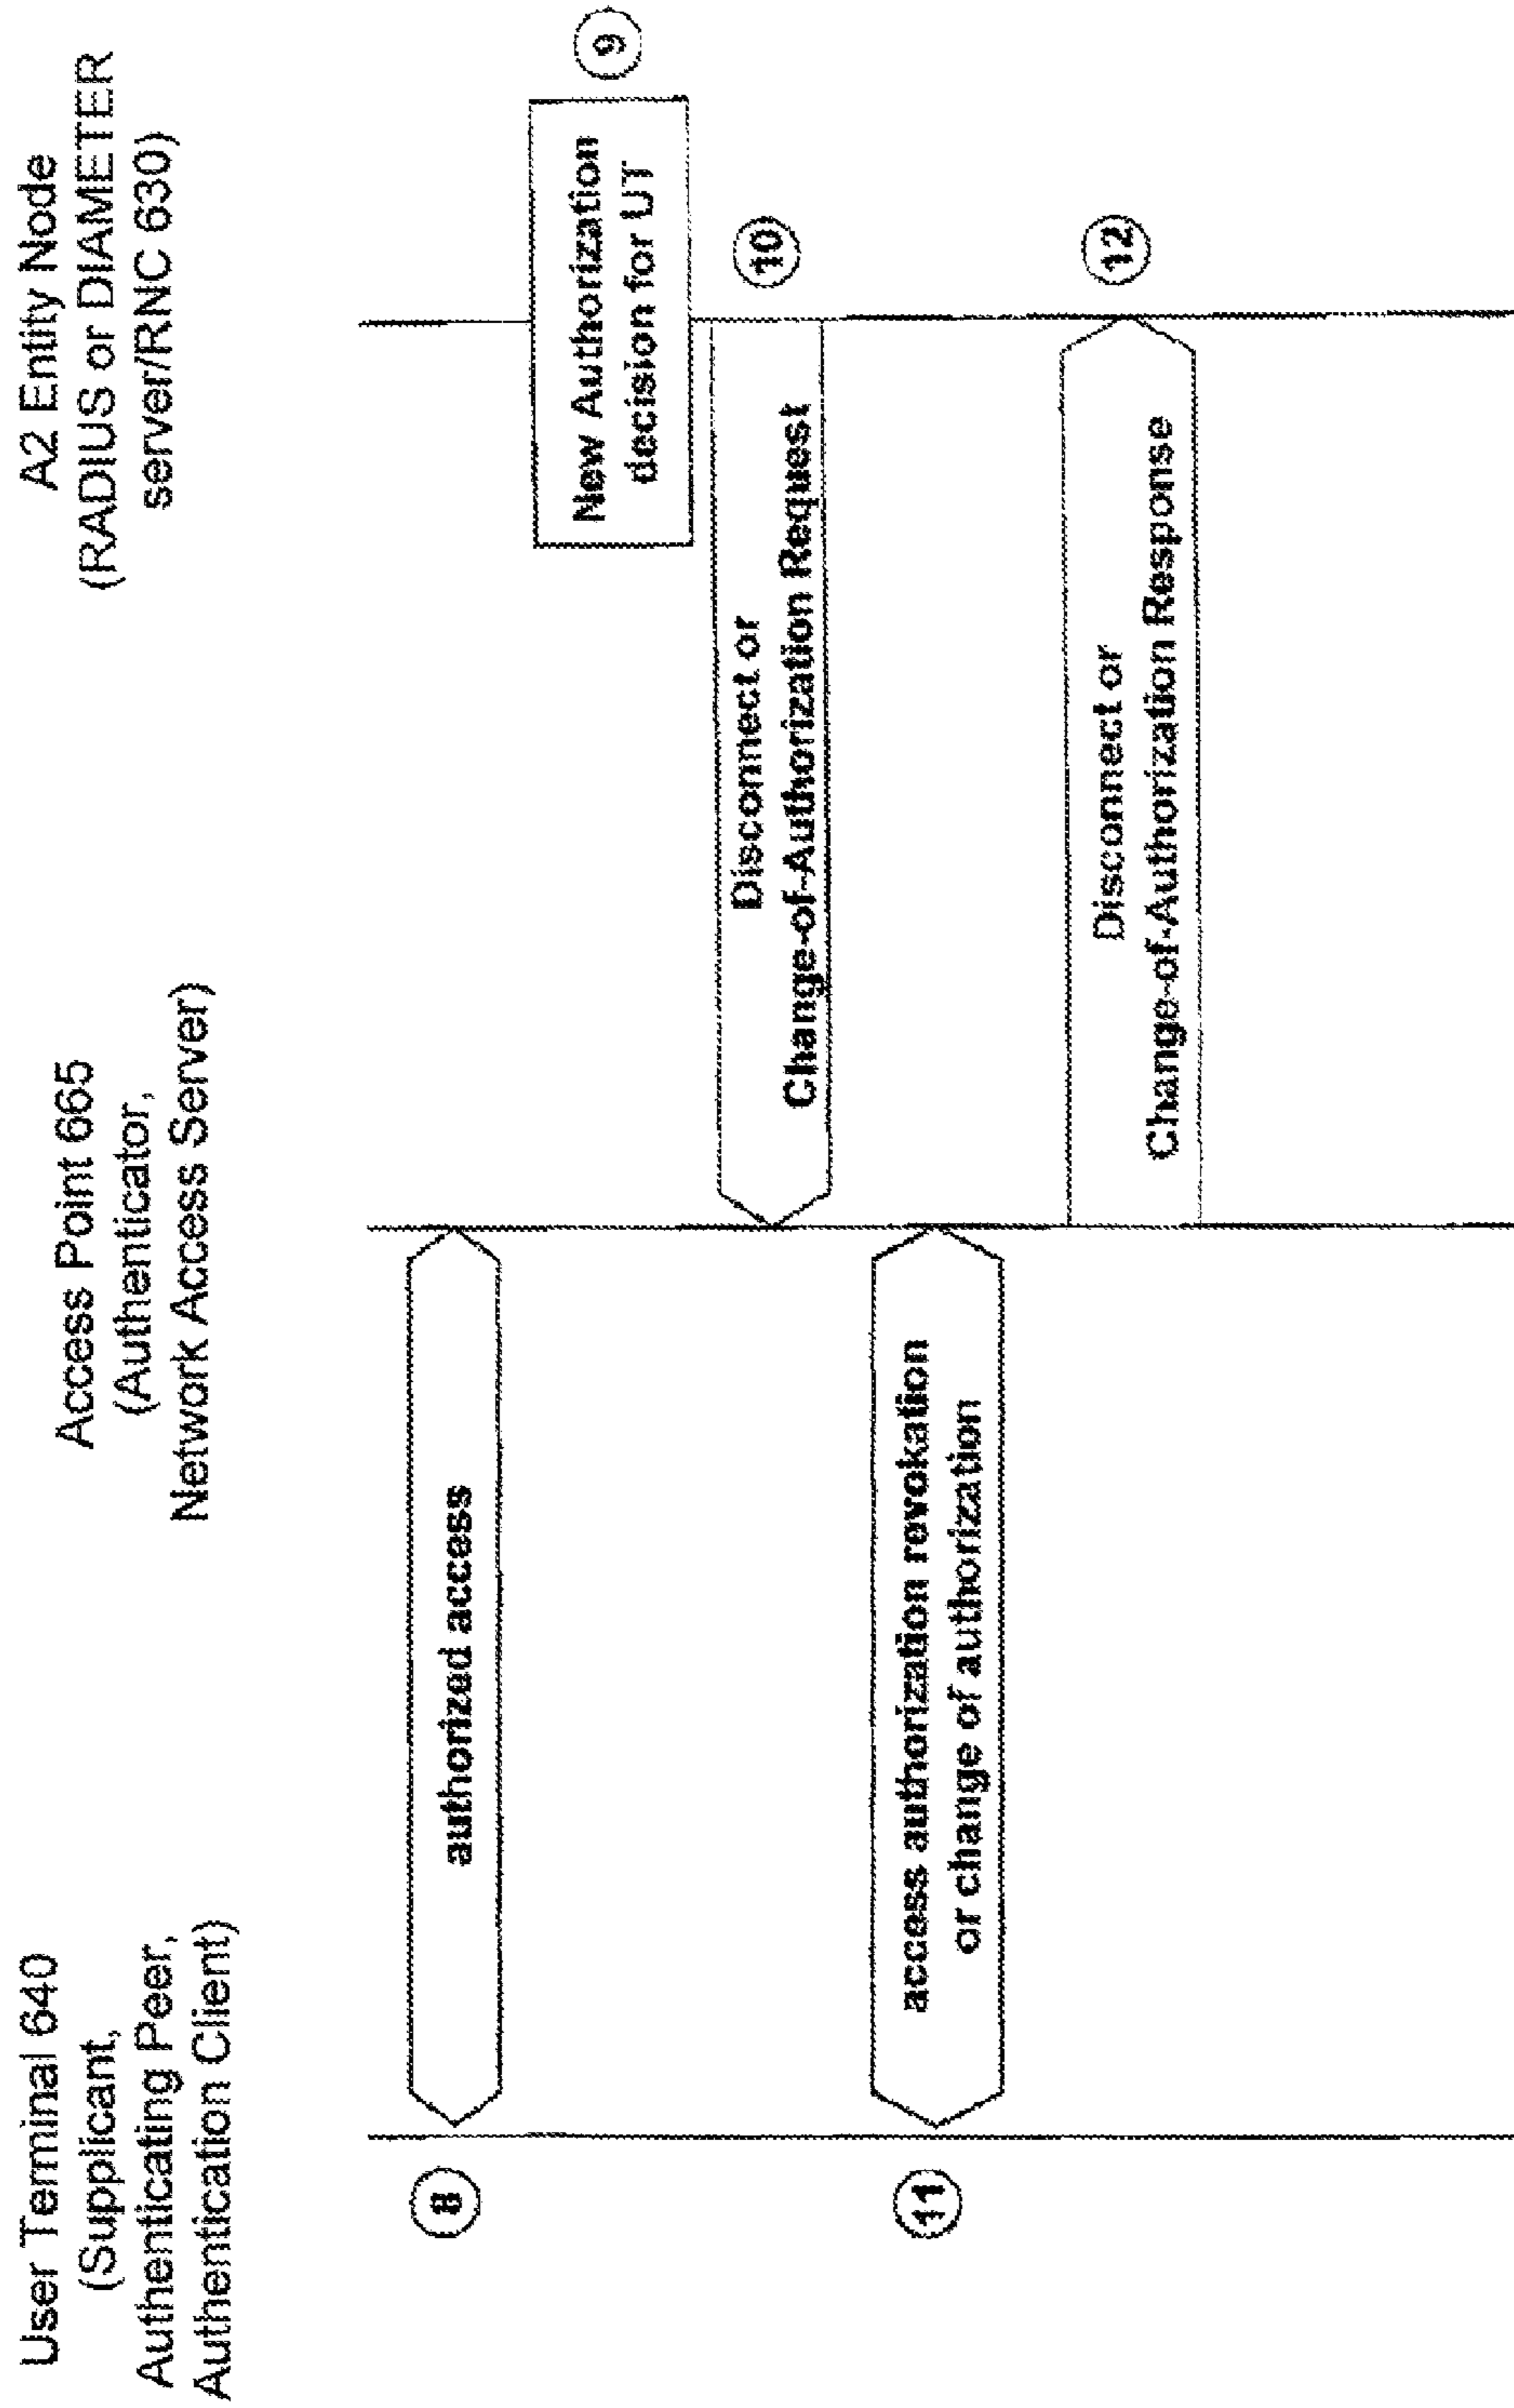 User Terminal 640
(Supplicant,
Authenticating Peer,
Authentication Client)
Access Point 665
(Authenticator,
Network Access Server)
A2 Entity Node
(RADIUS or DIAMETER
server/RNC 630)
8
authorized access
New Authorization
decision for UT
9
Disconnect or
Change-of-Authorization Request
10
11
access authorization revokation
or change of authorization
Disconnect or
Change-of-Authorization Response
12